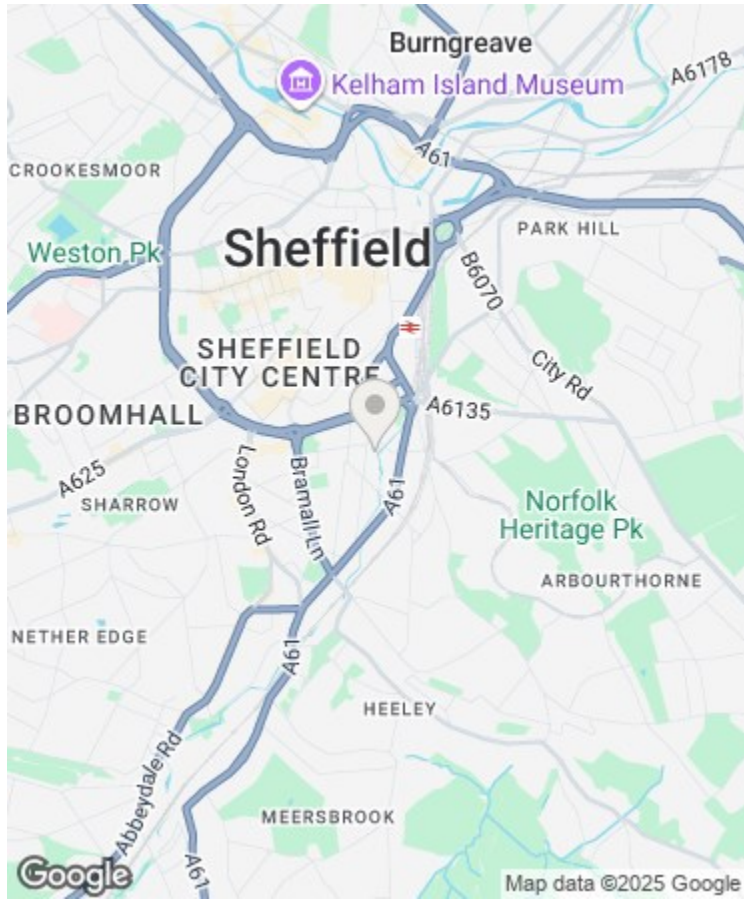 Burngreave
A6178
Kelham Island Museum
A61
CROOKESMOOR
PARK HILL
Weston Pk
Sheffield
B6070
SHEFFIELD
CITY CENTRE
City Rd
BROOMHALL
A6135
A625
London Rd
Bramall Ln
A61
SHARROW
Norfolk
Heritage Pk
ARBOURTHORNE
NETHER EDGE
A61
HEELEY
Abbeydale Rd
MEERSBROOK
A61
Google
Map data ©2025 Google